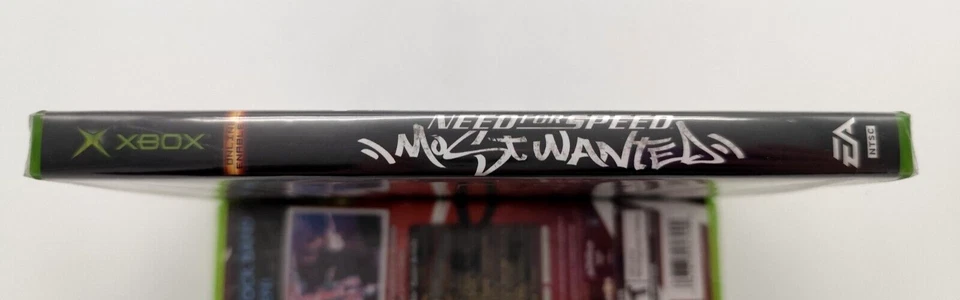 XBOX
NEED FOR SPEED
MOST WANTED
EA
NTSC